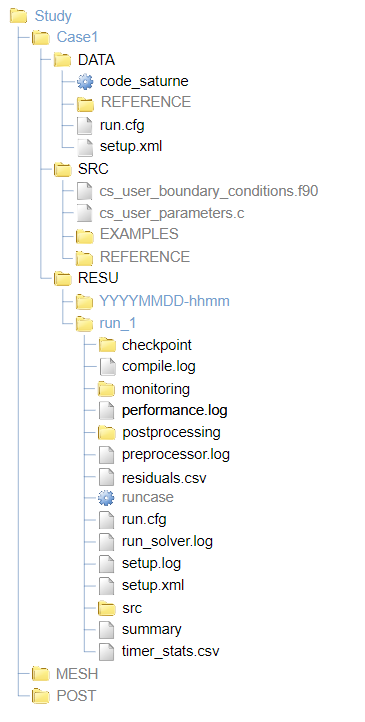 Study
Case1
DATA
code_saturne
REFERENCE
run.cfg
setup.xml
SRC
cs_user_boundary_conditions.f90
cs_user_parameters.c
EXAMPLES
REFERENCE
RESU
YYYYMMDD-hhmm
run_1
checkpoint
compile.log
monitoring
performance.log
postprocessing
preprocessor.log
residuals.csv
runcase
run.cfg
run_solver.log
setup.log
setup.xml
src
summary
timer_stats.csv
MESH
POST